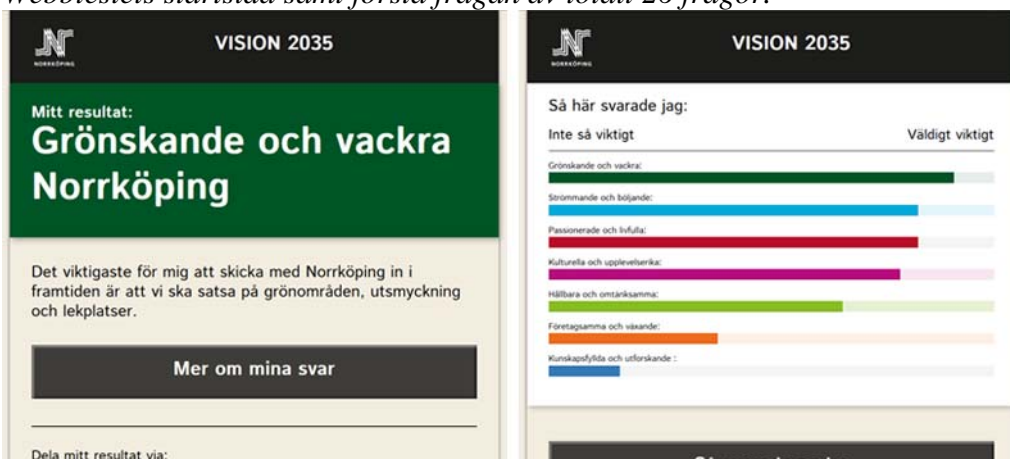 NORRKÖPING
VISION 2035
Mitt resultat:
Grönskande och vackra
Norrköping
Det viktigaste för mig att skicka med Norrköping in i
framtiden är att vi ska satsa på grönområden, utsmyckning
och lekplatser.
Mer om mina svar
Dela mitt resultat via:
NORRKÖPING
VISION 2035
Så här svarade jag:
Inte så viktigt
Väldigt viktigt
Grönskande och vackra:
Strömmande och böljande:
Passionerade och livfulla:
Kulturella och upplevelserika:
Hållbara och omtänksamma:
Företagsamma och växande:
Kunskapsfyllda och utforskande :